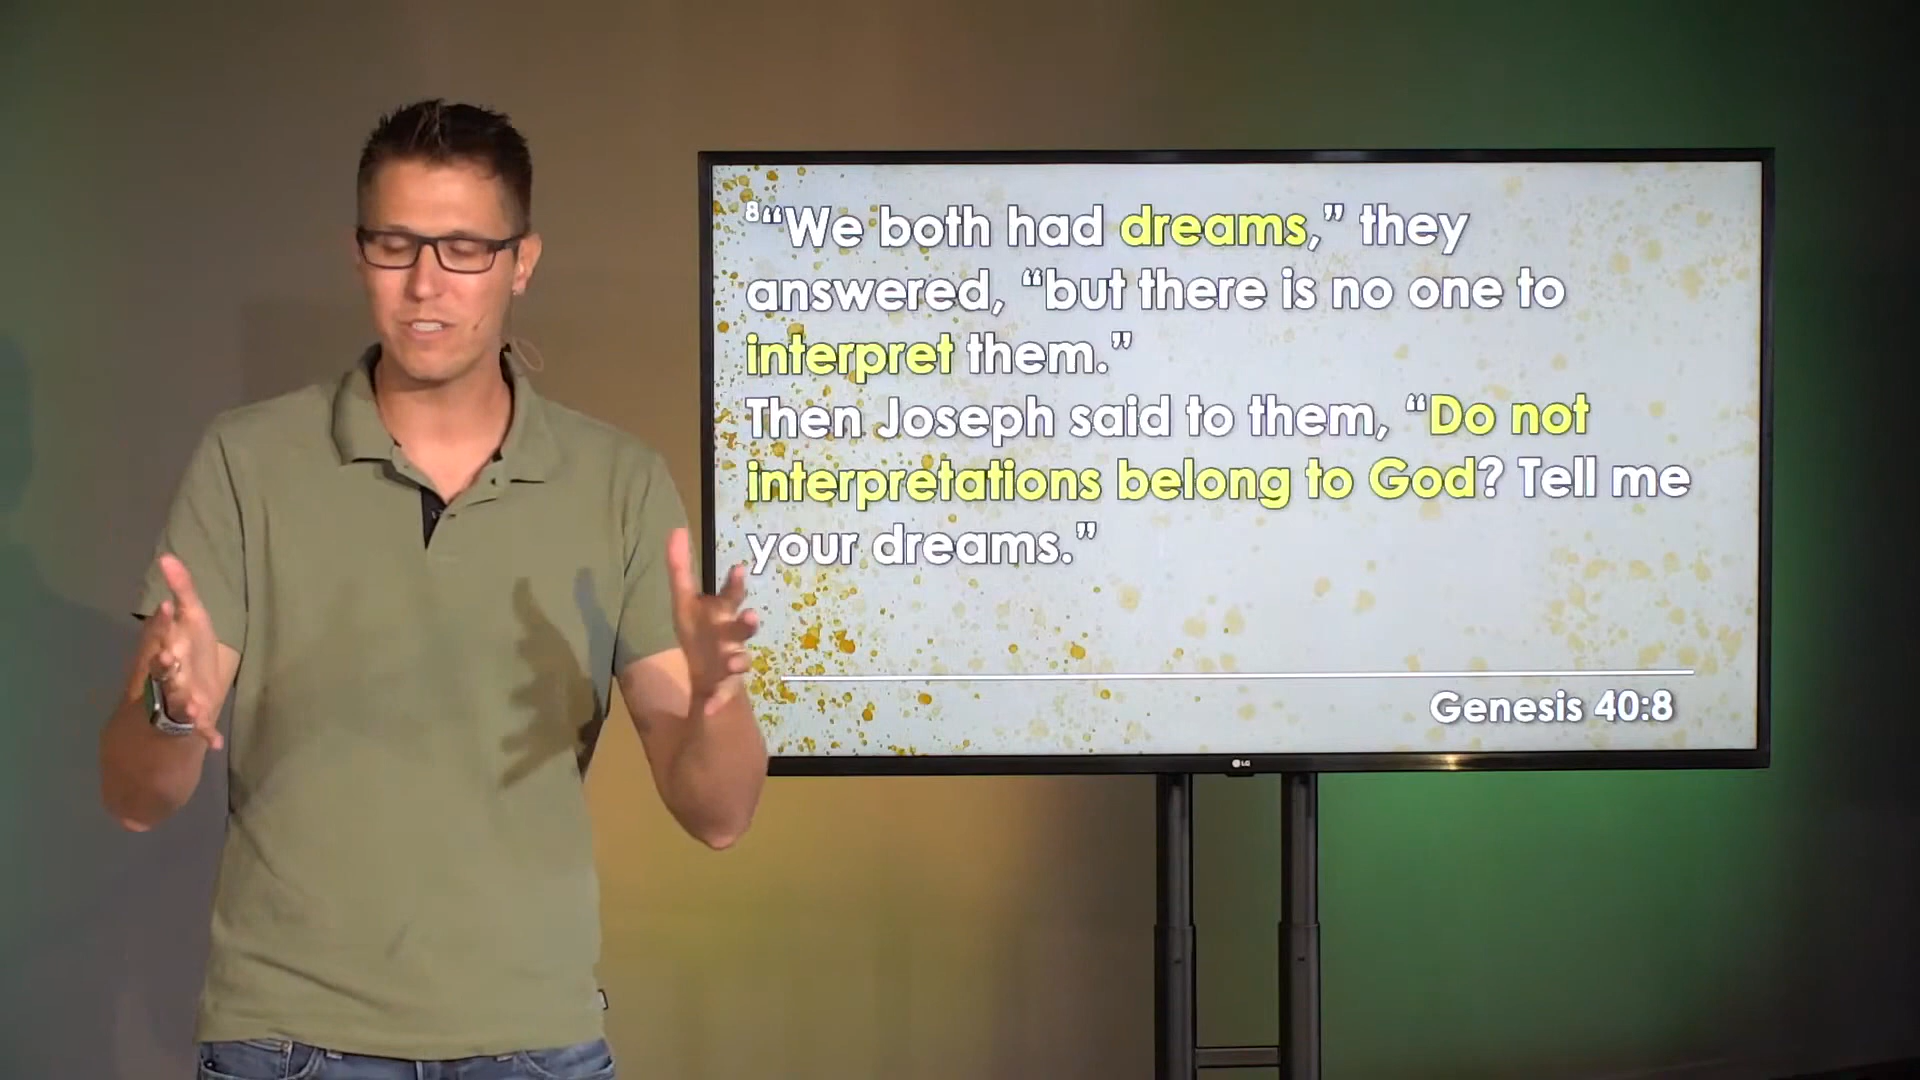 ⁸“We both had dreams,” they
answered, “but there is no one to
interpret them.”
Then Joseph said to them, “Do not
interpretations belong to God? Tell me
your dreams.”
Genesis 40:8
LG